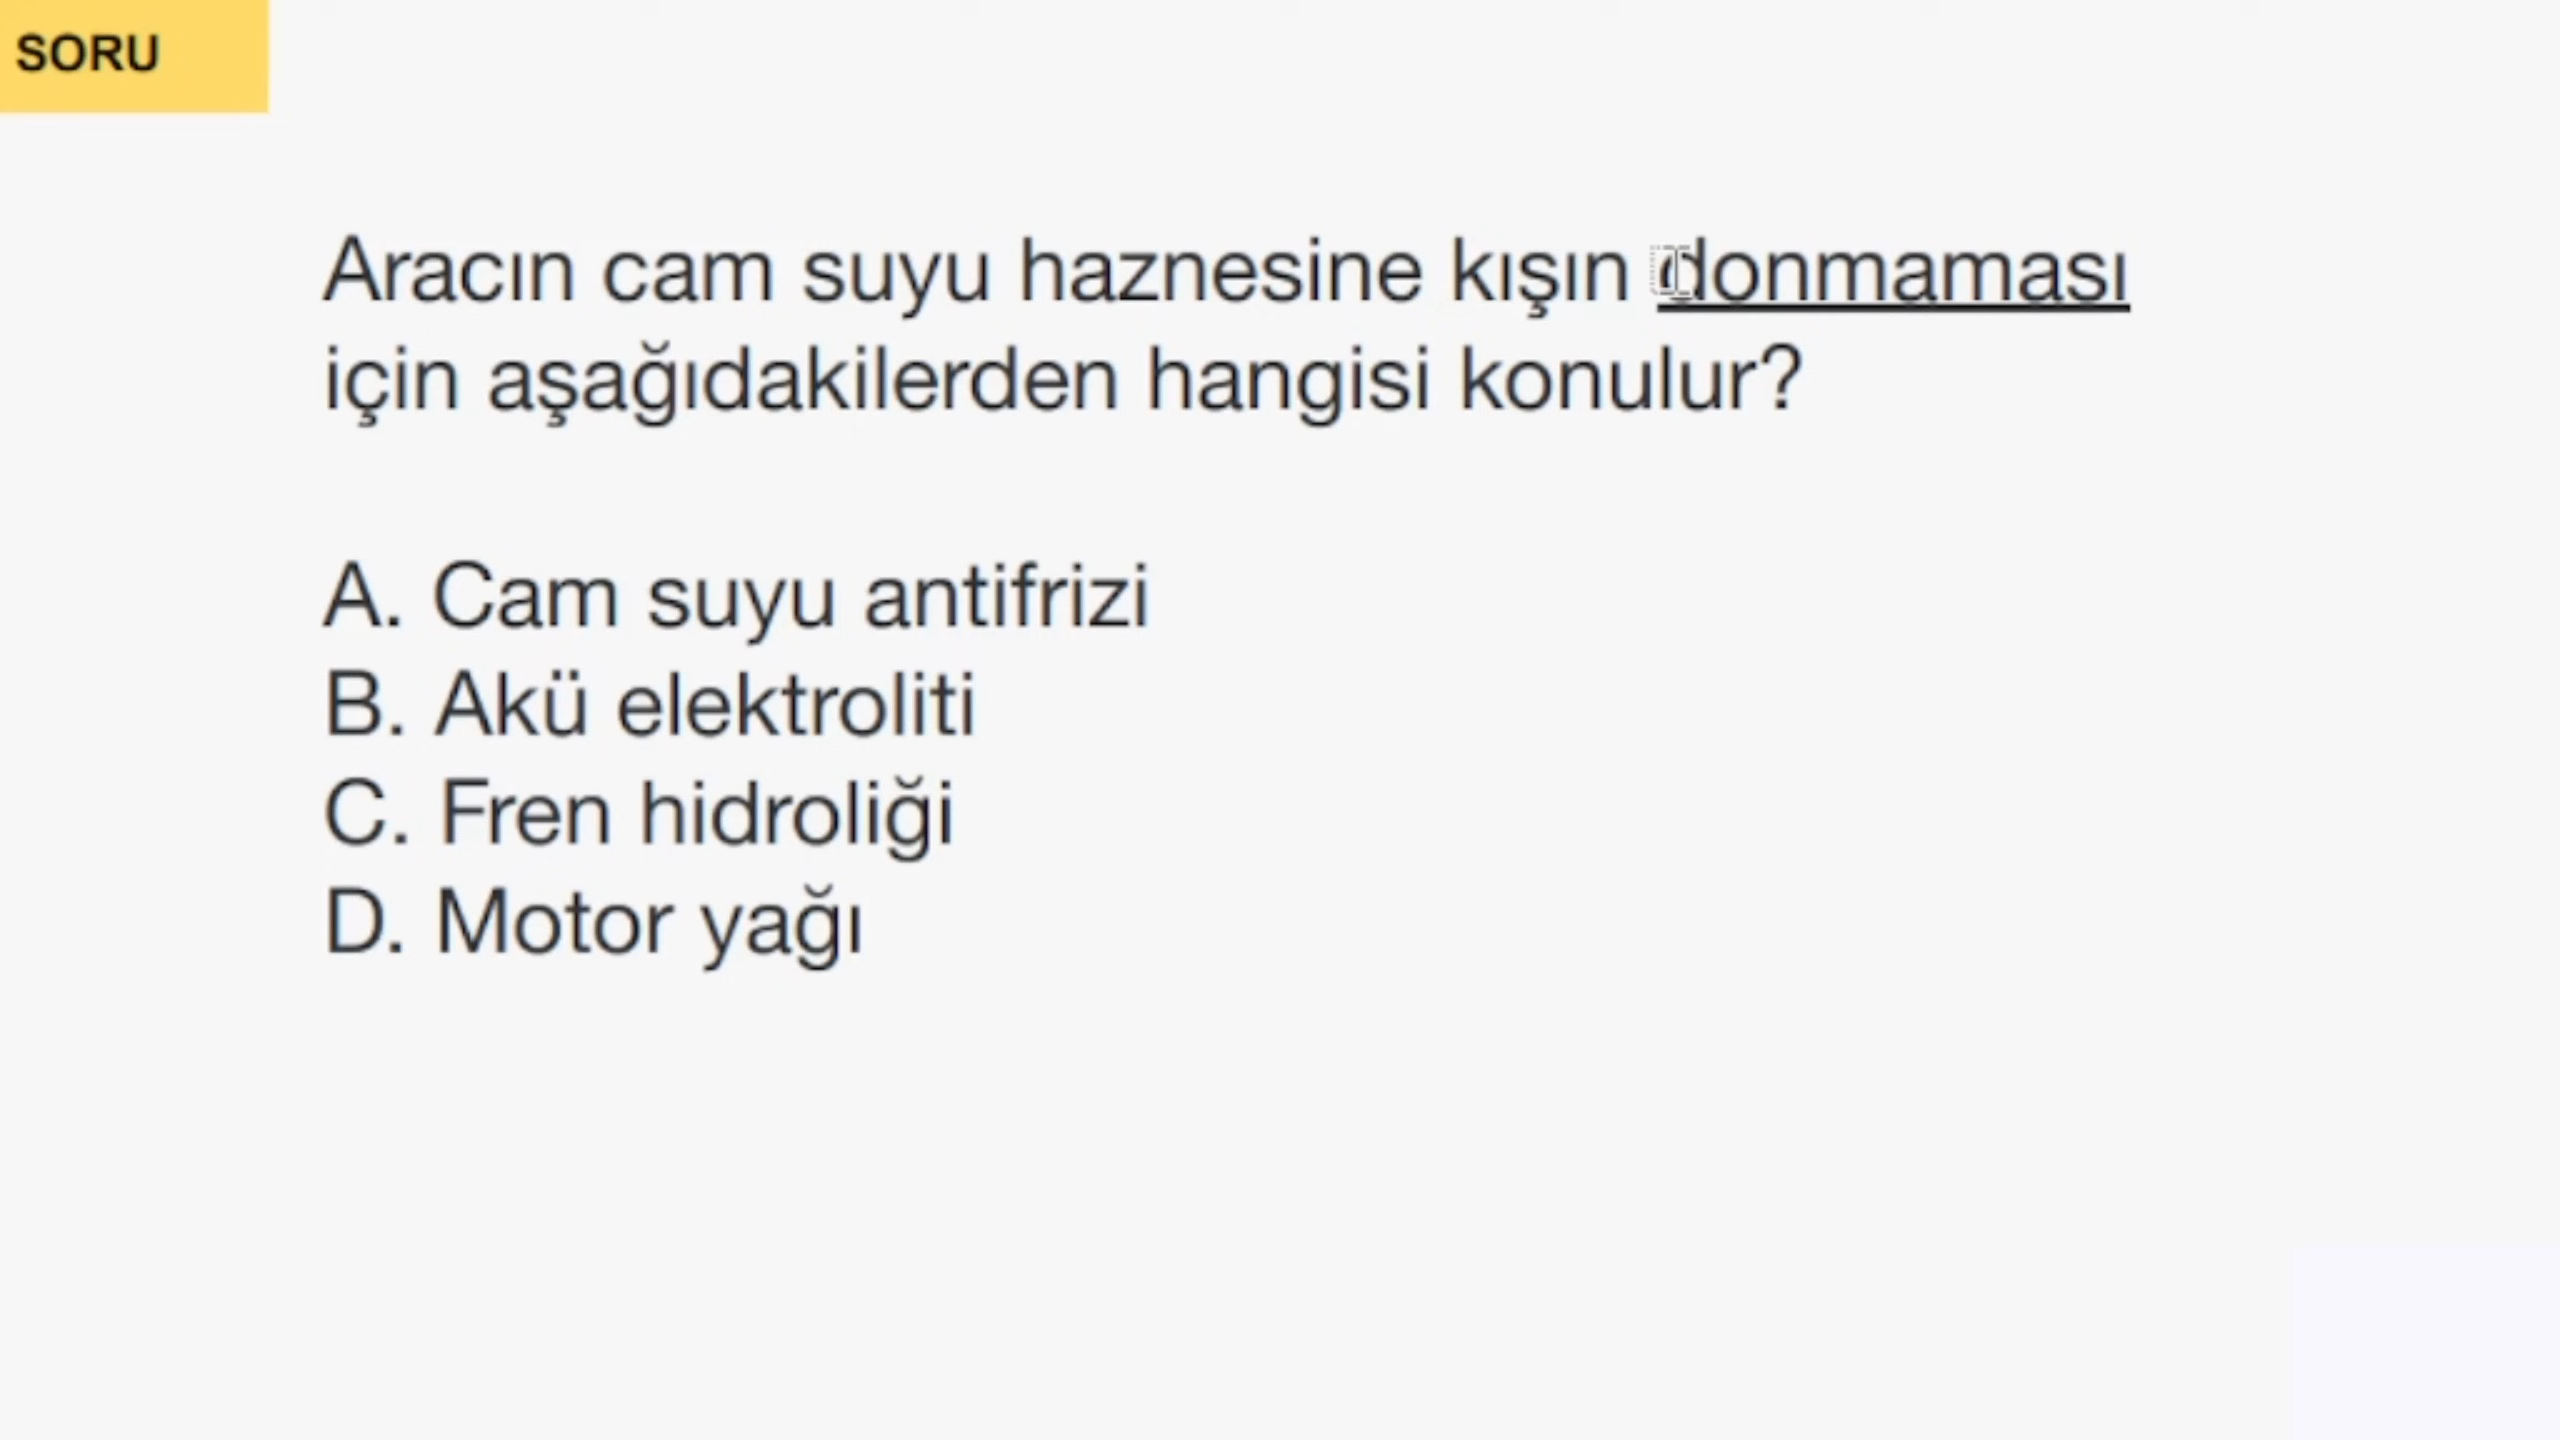 SORU
Aracın cam suyu haznesine kışın donmaması
için aşağıdakilerden hangisi konulur?
A. Cam suyu antifrizi
B. Akü elektroliti
C. Fren hidroliği
D. Motor yağı